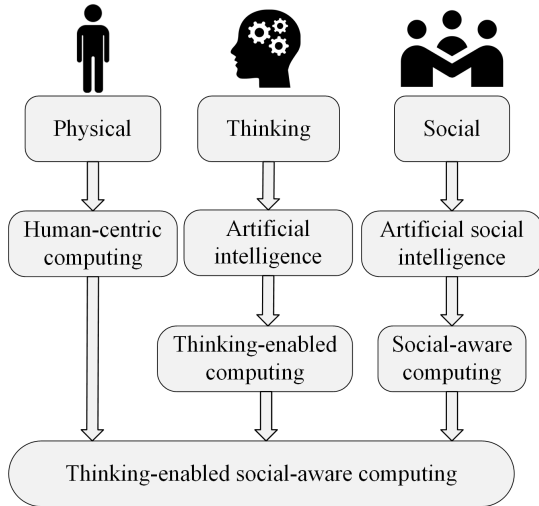 Physical
Thinking
Social
Human-centric
computing
Artificial
intelligence
Artificial social
intelligence
Thinking-enabled
computing
Social-aware
computing
Thinking-enabled social-aware computing